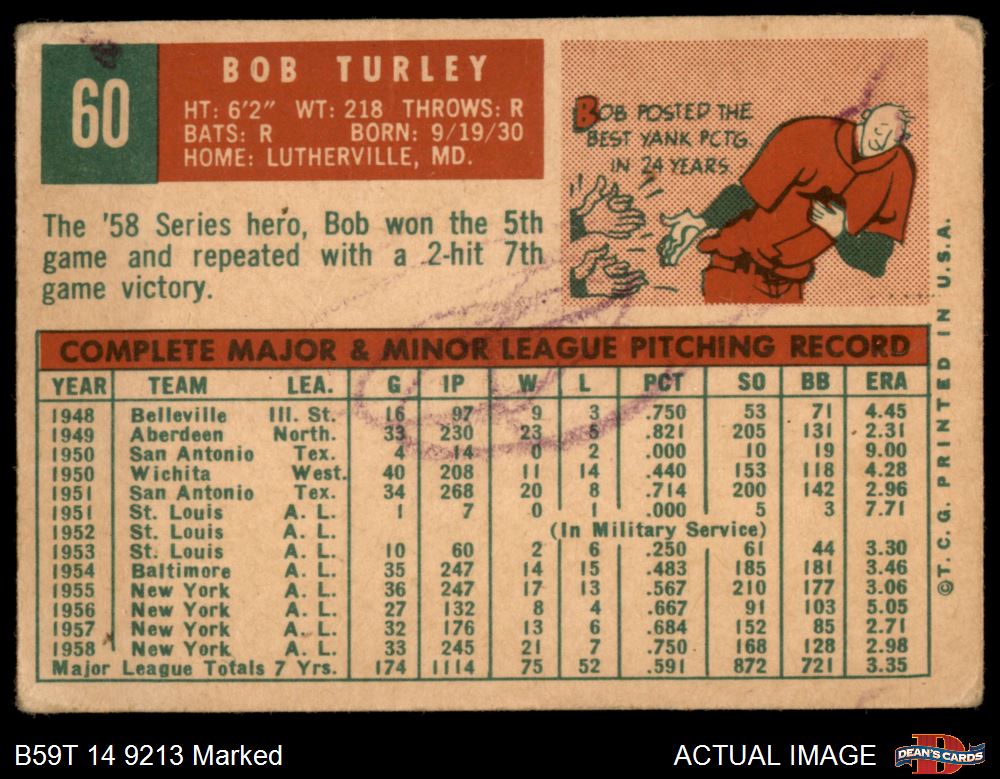 60
BOB TURLEY
HT: 6'2" WT: 218 THROWS: R
BATS: R BORN: 9/19/30
HOME: LUTHERVILLE, MD.
BOB POSTED THE
BEST YANK PCTG.
IN 24 YEARS
The '58 Series hero, Bob won the 5th
game and repeated with a 2-hit 7th
game victory.
COMPLETE MAJOR & MINOR LEAGUE PITCHING RECORD
YEAR TEAM LEA. G IP W L PCT SO BB ERA
1948 Belleville Ill. St. 16 97 9 3 .750 53 71 4.45
1949 Aberdeen North. 33 230 23 5 .821 205 131 2.31
1950 San Antonio Tex. 4 14 0 2 .000 10 19 9.00
1950 Wichita West. 40 208 11 14 .440 153 118 4.28
1951 San Antonio Tex. 34 268 20 8 .714 200 142 2.96
1951 St. Louis A. L. 1 7 0 1 .000 5 3 7.71
1952 St. Louis A. L. (In Military Service)
1953 St. Louis A. L. 10 60 2 6 .250 61 44 3.30
1954 Baltimore A. L. 35 247 14 15 .483 185 181 3.46
1955 New York A. L. 36 247 17 13 .567 210 177 3.06
1956 New York A. L. 27 132 8 4 .667 91 103 5.05
1957 New York A. L. 32 176 13 6 .684 152 85 2.71
1958 New York A. L. 33 245 21 7 .750 168 128 2.98
Major League Totals 7 Yrs. 174 1114 75 52 .591 872 721 3.35
©T.C.G. PRINTED IN U.S.A.
B59T 14 9213 Marked
ACTUAL IMAGE
DEAN'S CARDS